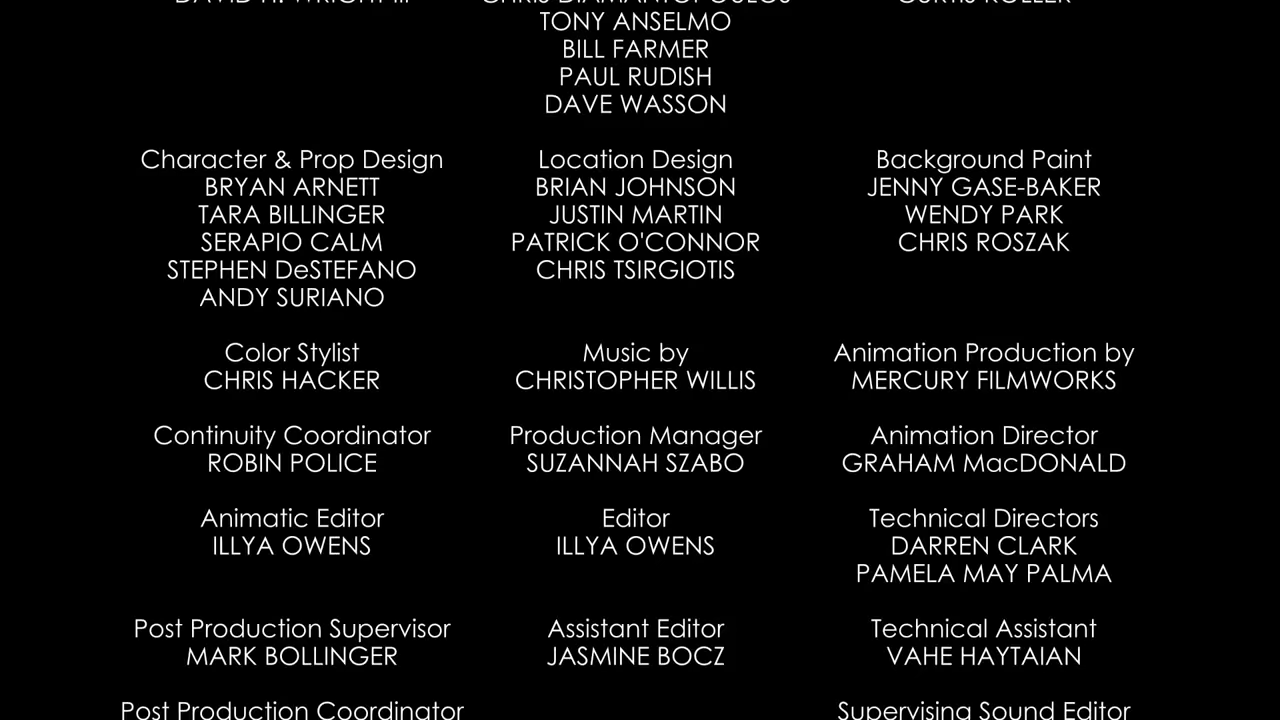 DAVID H. WRIGHT III
CHRIS DIAMANTOPOULOS
TONY ANSELMO
BILL FARMER
PAUL RUDISH
DAVE WASSON
Character & Prop Design
BRYAN ARNETT
TARA BILLINGER
SERAPIO CALM
STEPHEN DeSTEFANO
ANDY SURIANO
Location Design
BRIAN JOHNSON
JUSTIN MARTIN
PATRICK O'CONNOR
CHRIS TSIRGIOTIS
Background Paint
JENNY GASE-BAKER
WENDY PARK
CHRIS ROSZAK
Color Stylist
CHRIS HACKER
Music by
CHRISTOPHER WILLIS
Animation Production by
MERCURY FILMWORKS
Continuity Coordinator
ROBIN POLICE
Production Manager
SUZANNAH SZABO
Animation Director
GRAHAM MacDONALD
Animatic Editor
ILLYA OWENS
Editor
ILLYA OWENS
Technical Directors
DARREN CLARK
PAMELA MAY PALMA
Post Production Supervisor
MARK BOLLINGER
Assistant Editor
JASMINE BOCZ
Technical Assistant
VAHE HAYTAIAN
Post Production Coordinator
Supervising Sound Editor